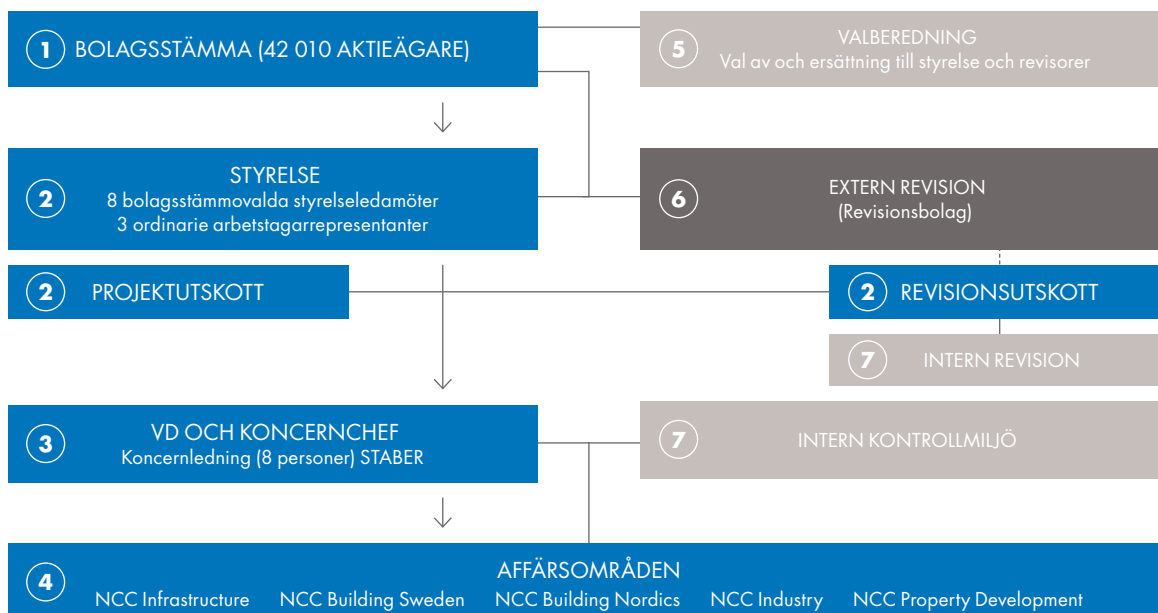 1 BOLAGSSTÄMMA (42 010 AKTIEÄGARE)
5 VALBEREDNING
Val av och ersättning till styrelse och revisorer
2 STYRELSE
8 bolagsstämmovalda styrelseledamöter
3 ordinarie arbetstagarrepresentanter
6 EXTERN REVISION
(Revisionsbolag)
2 PROJEKTUTSKOTT
2 REVISIONSUTSKOTT
7 INTERN REVISION
3 VD OCH KONCERNCHEF
Koncernledning (8 personer) STABER
7 INTERN KONTROLLMILJÖ
4 AFFÄRSOMRÅDEN
NCC Infrastructure NCC Building Sweden NCC Building Nordics NCC Industry NCC Property Development